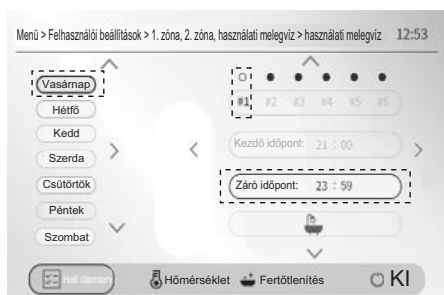 Menü > Felhasználói beállítások > 1. zóna, 2. zóna, használati melegvíz > használati melegvíz 12:53
Vasárnap
Hétfő
Kedd
Szerda
Csütörtök
Péntek
Szombat
#1 #2 #3 #4 #5 #6
Kezdő időpont: 21 : 00
Záró időpont: 23 : 59
Heti ütemterv
Hőmérséklet
Fertőtlenítés
KI